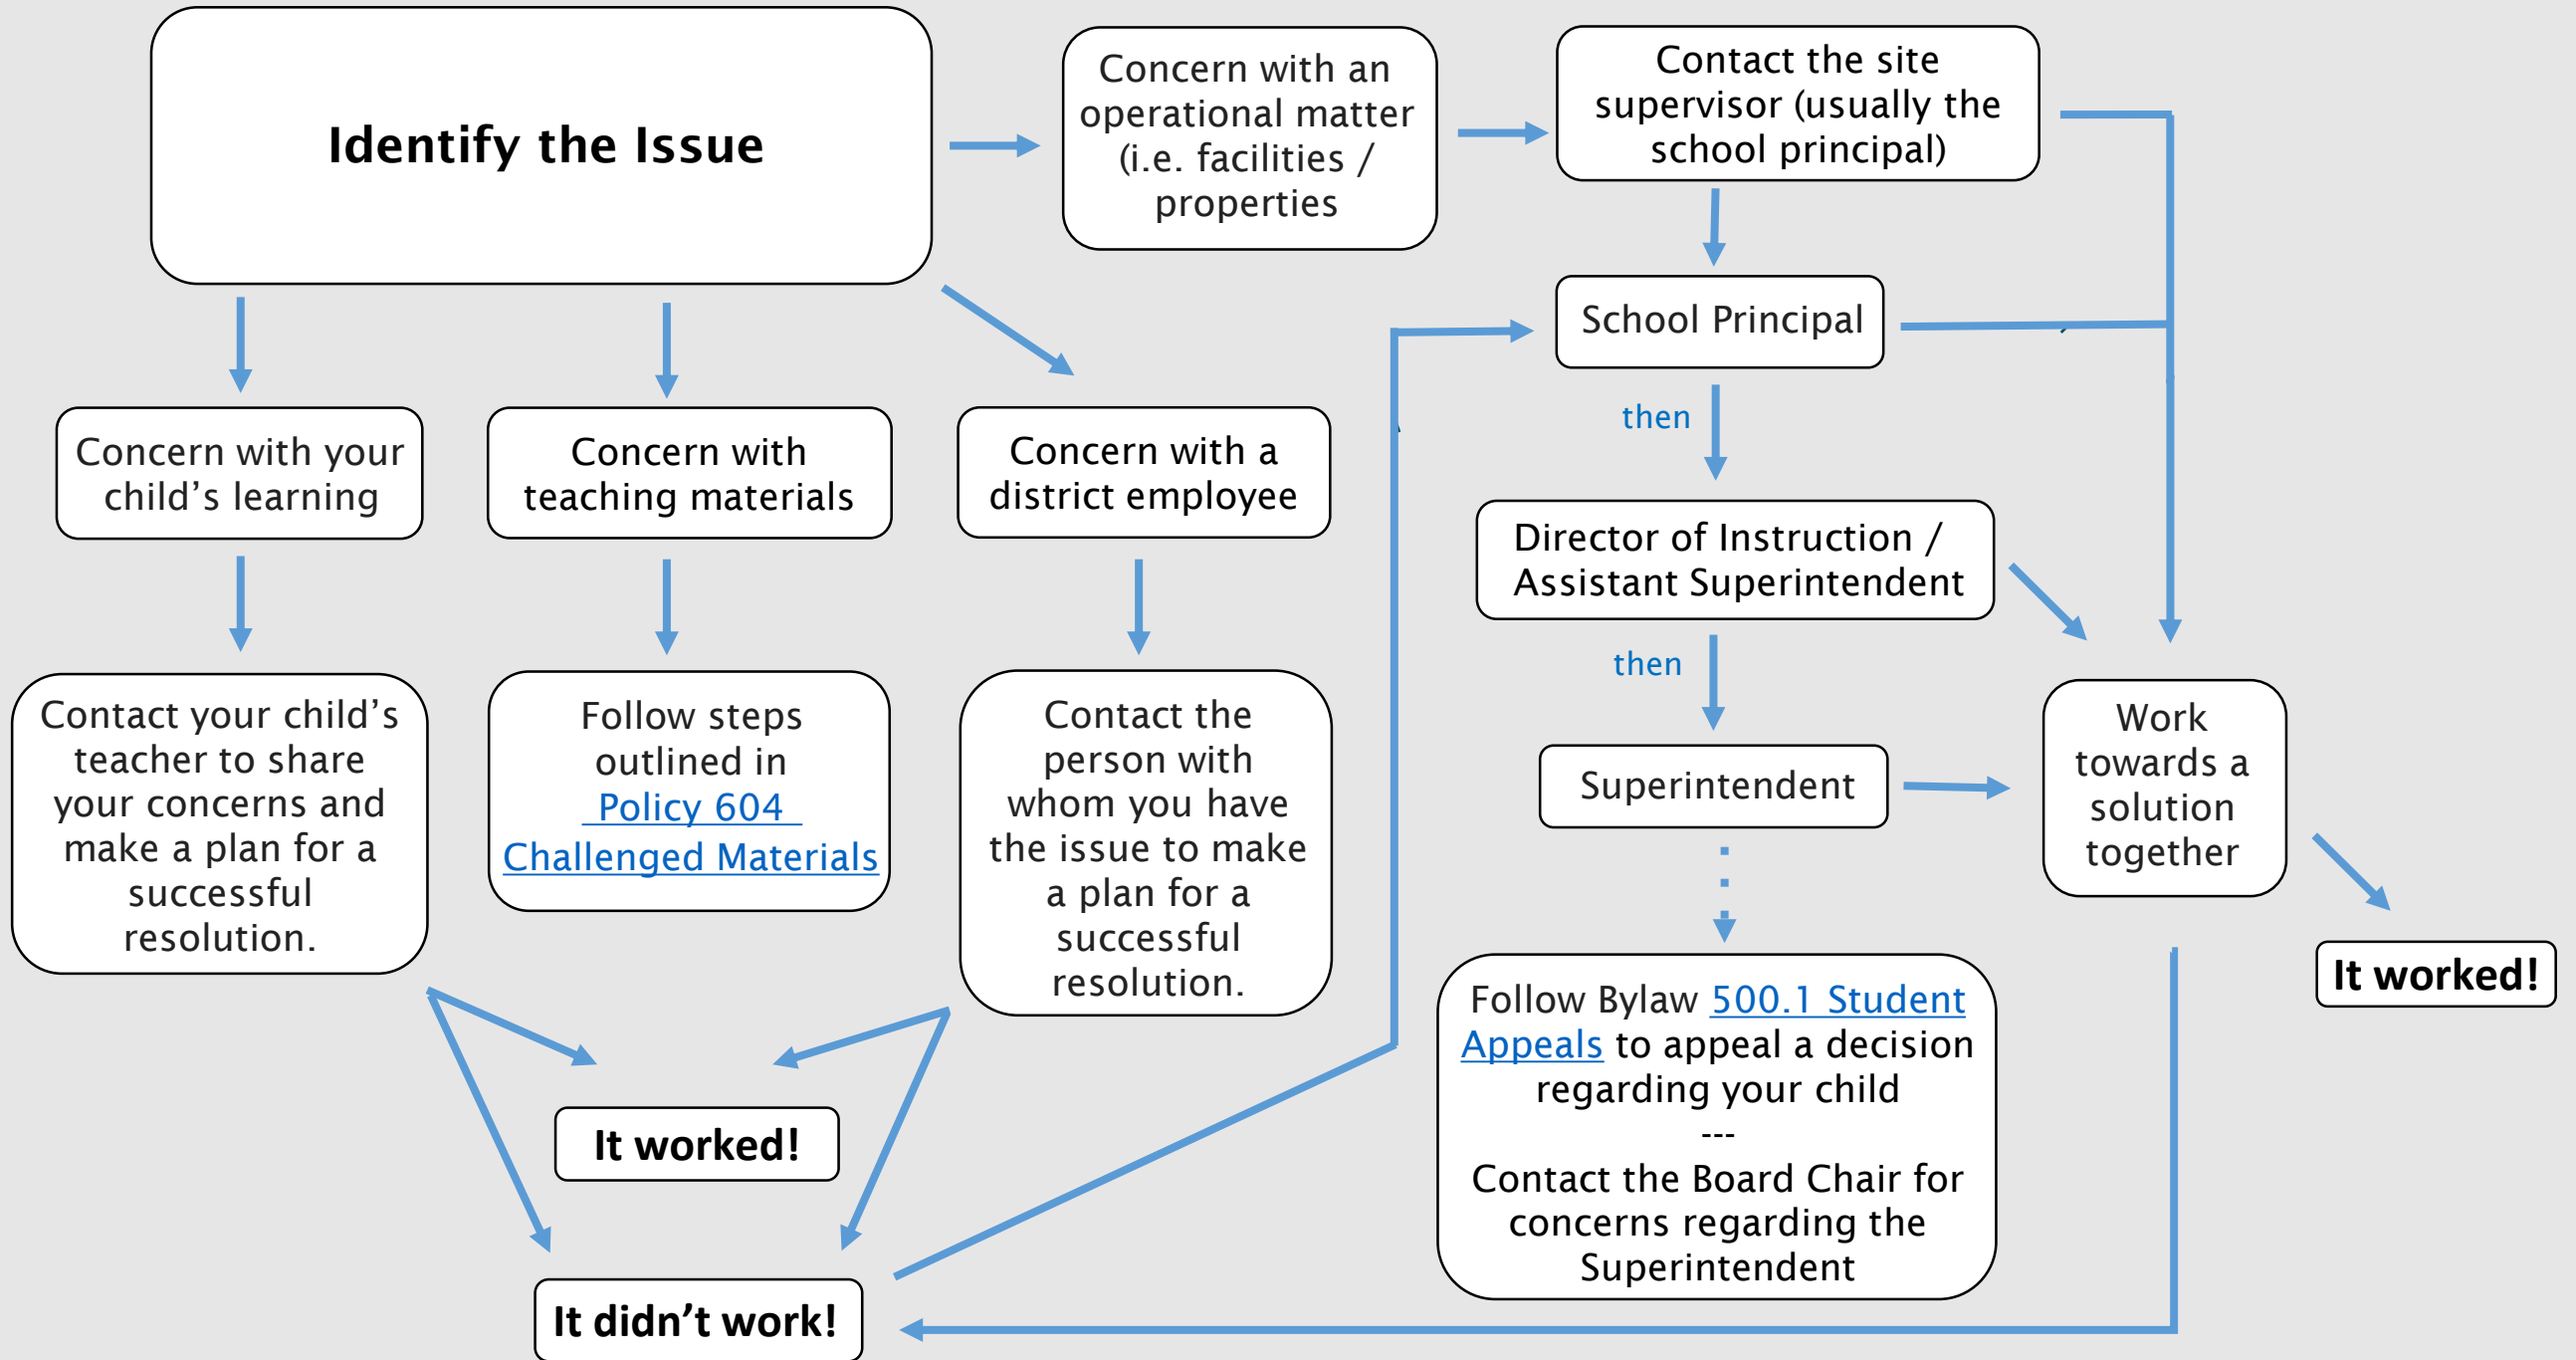 Identify the Issue
Concern with an
operational matter
(i.e. facilities /
properties
Contact the site
supervisor (usually the
school principal)
School Principal
then
Concern with your
child’s learning
Concern with
teaching materials
Concern with a
district employee
Director of Instruction /
Assistant Superintendent
then
Contact your child’s
teacher to share
your concerns and
make a plan for a
successful
resolution.
Follow steps
outlined in
Policy 604
Challenged Materials
Contact the
person with
whom you have
the issue to make
a plan for a
successful
resolution.
Superintendent
Work
towards a
solution
together
It worked!
Follow Bylaw 500.1 Student
Appeals to appeal a decision
regarding your child
---
Contact the Board Chair for
concerns regarding the
Superintendent
It worked!
It didn’t work!